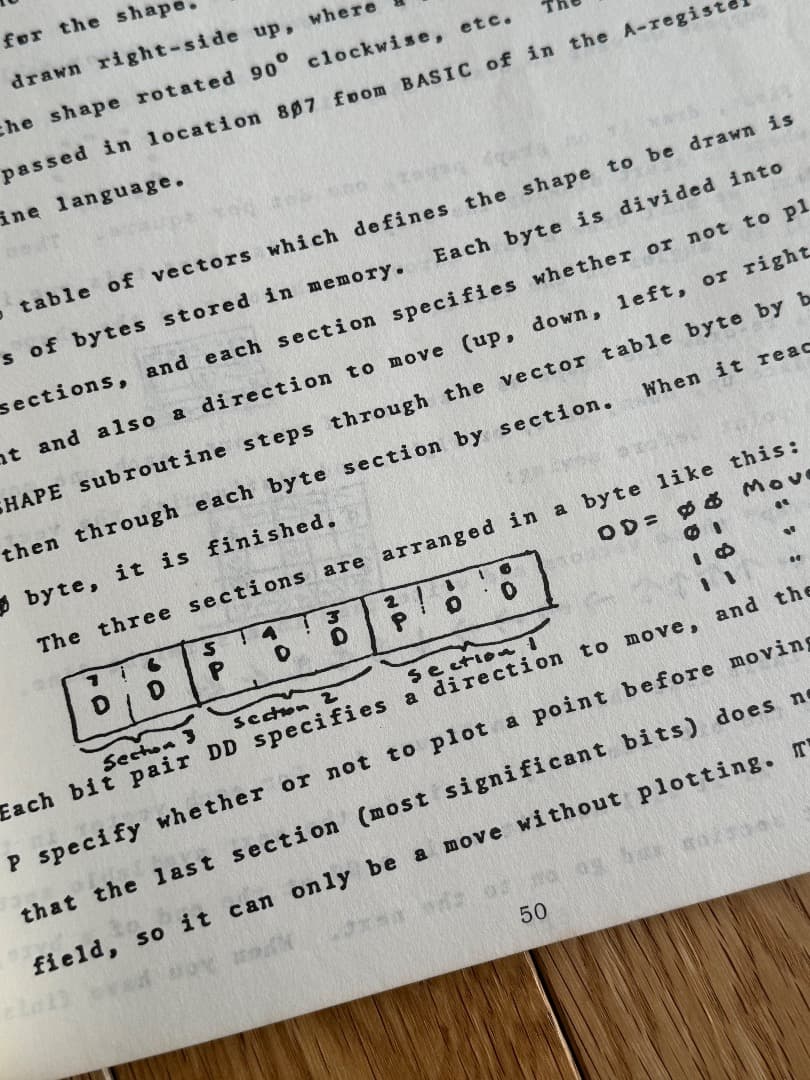 for the shape.
drawn right-side up, where
the shape rotated 90° clockwise, etc. The
passed in location 8Ø7 fwom BASIC of in the A-register
ine language.
table of vectors which defines the shape to be drawn is
s of bytes stored in memory. Each byte is divided into
sections, and each section specifies whether or not to pl
nt and also a direction to move (up, down, left, or right
SHAPE subroutine steps through the vector table byte by b
then through each byte section by section. When it reac
Ø byte, it is finished.
The three sections are arranged in a byte like this:
DD= ØØ Move
Ø1 "
1Ø "
11 "
7 6 5 4 3 2 1 0
D D P D D P D D
Section 3 Section 2 Section 1
Each bit pair DD specifies a direction to move, and the
P specify whether or not to plot a point before moving
that the last section (most significant bits) does no
field, so it can only be a move without plotting. T
50